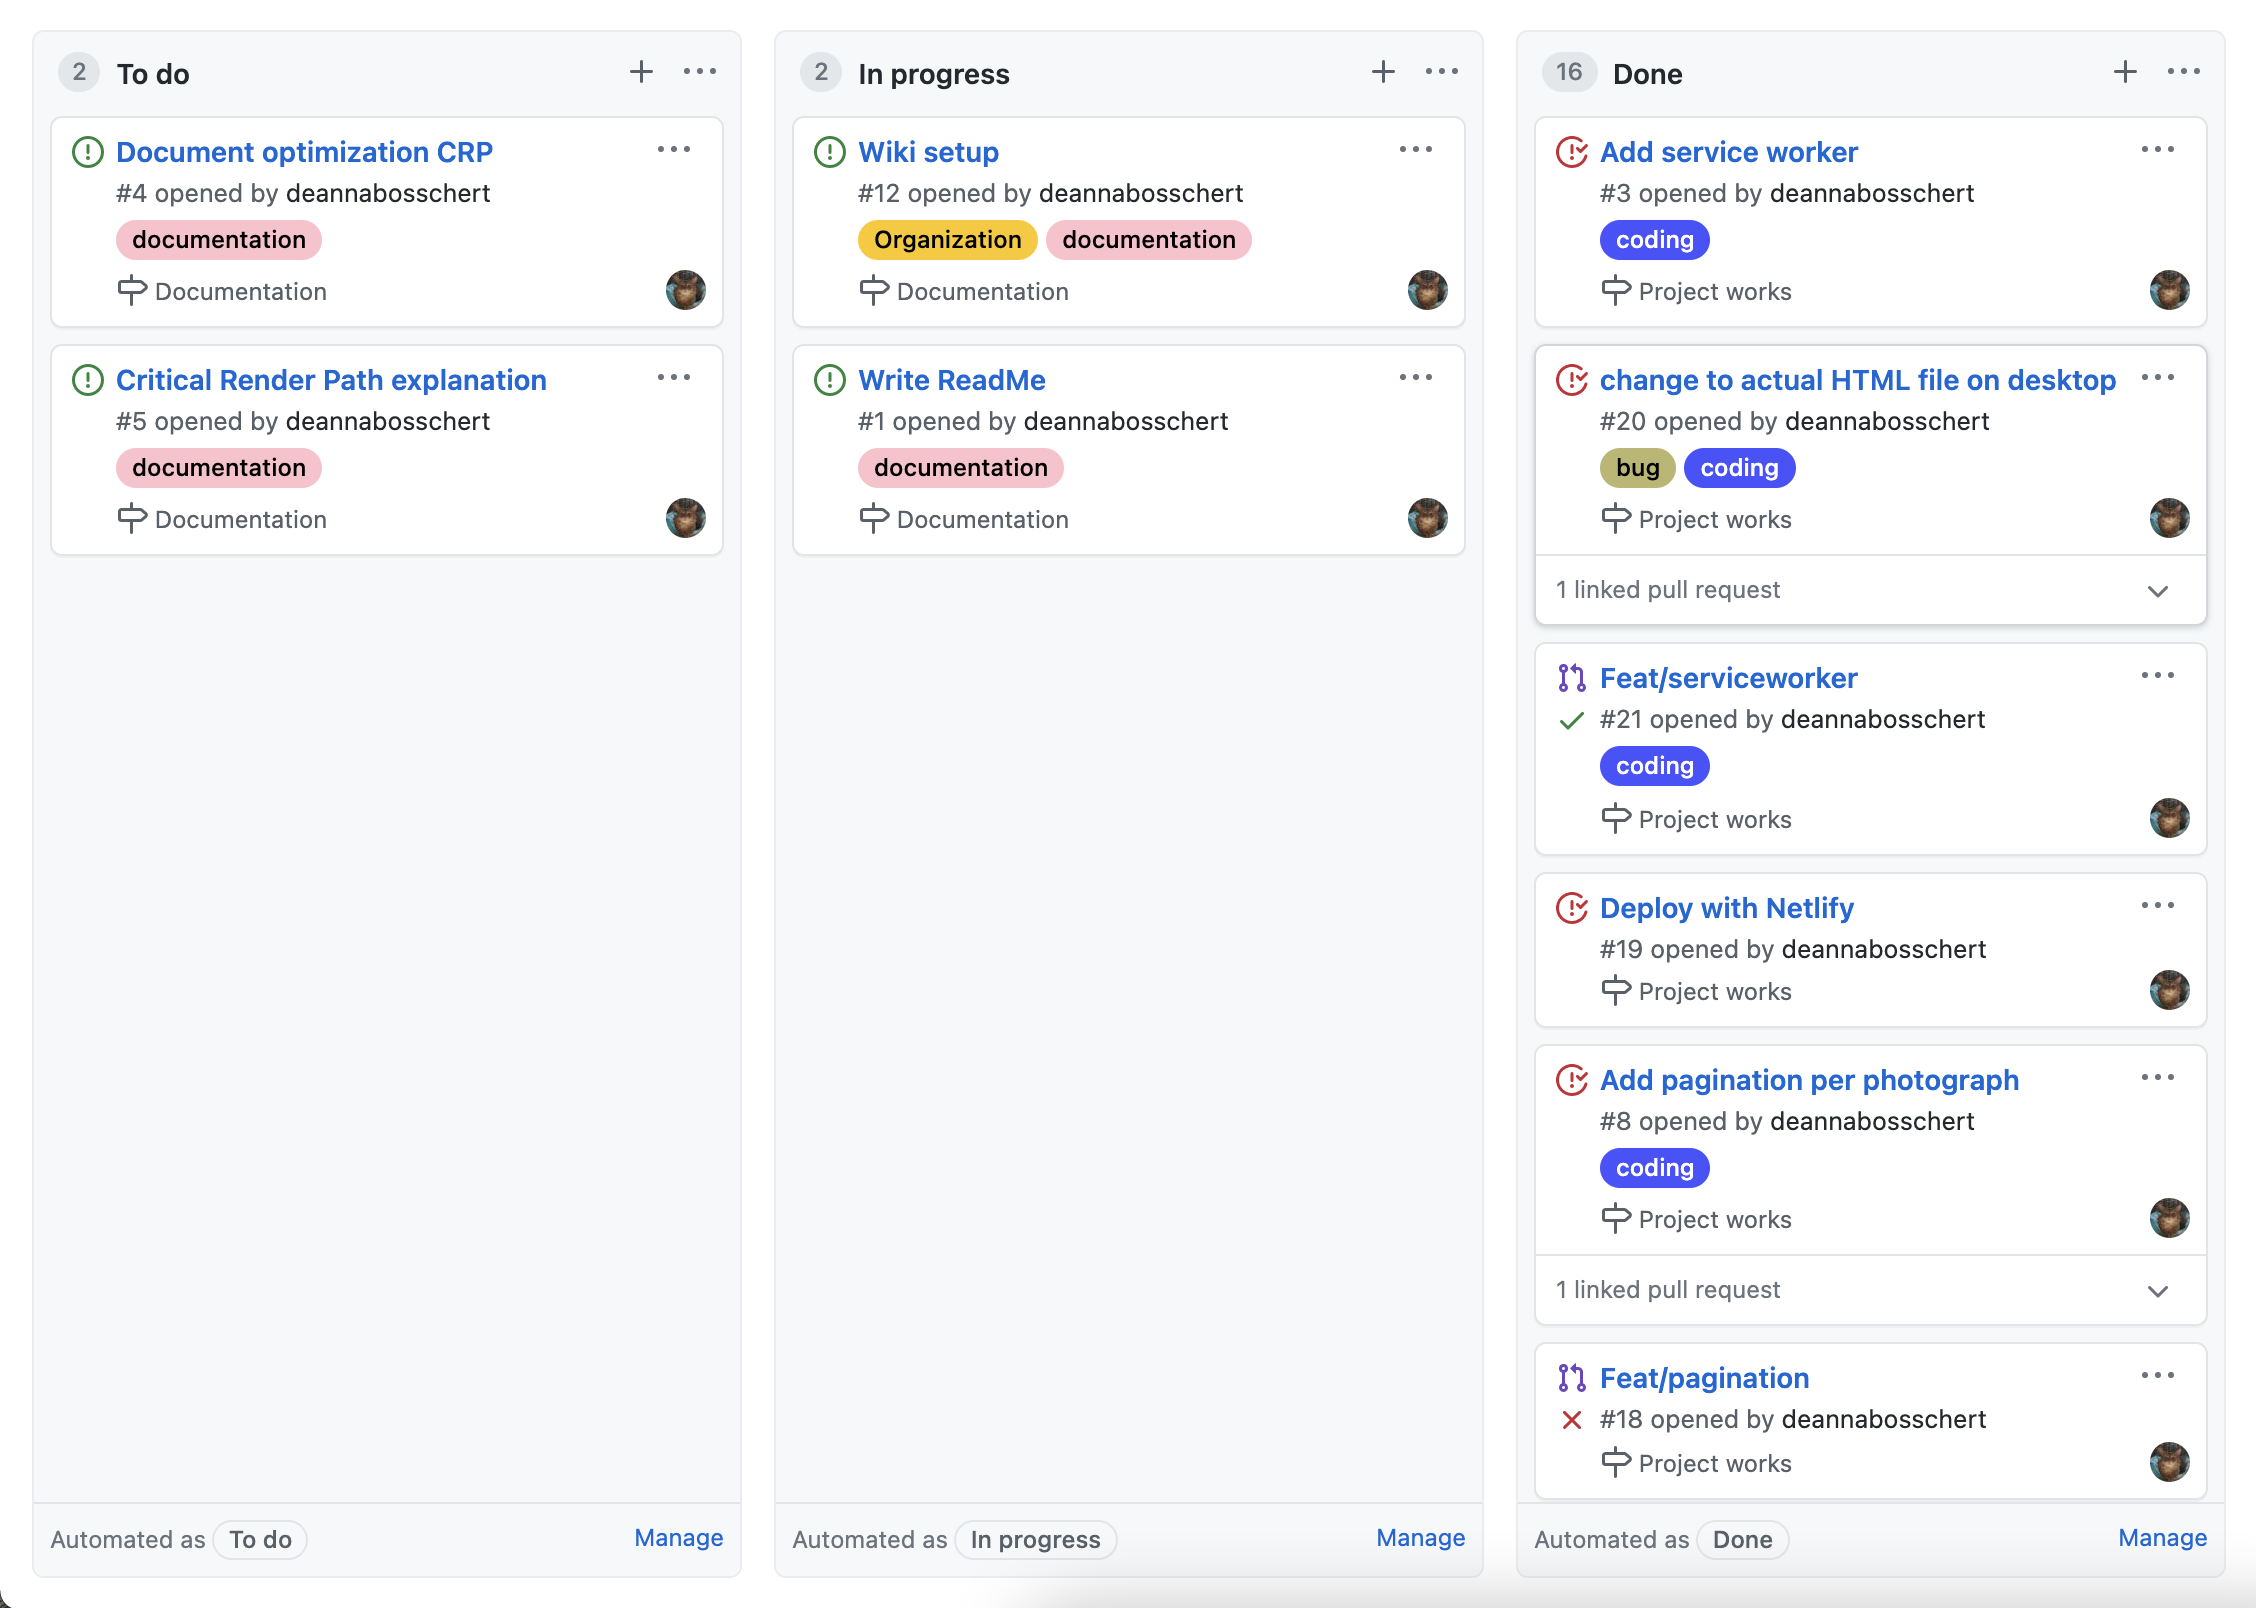 2 To do
Document optimization CRP
#4 opened by deannabosschert
documentation
Documentation
Critical Render Path explanation
#5 opened by deannabosschert
documentation
Documentation
Automated as To do Manage
2 In progress
Wiki setup
#12 opened by deannabosschert
Organization documentation
Documentation
Write ReadMe
#1 opened by deannabosschert
documentation
Documentation
Automated as In progress Manage
16 Done
Add service worker
#3 opened by deannabosschert
coding
Project works
change to actual HTML file on desktop
#20 opened by deannabosschert
bug coding
Project works
1 linked pull request
Feat/serviceworker
#21 opened by deannabosschert
coding
Project works
Deploy with Netlify
#19 opened by deannabosschert
Project works
Add pagination per photograph
#8 opened by deannabosschert
coding
Project works
1 linked pull request
Feat/pagination
#18 opened by deannabosschert
Project works
Automated as Done Manage